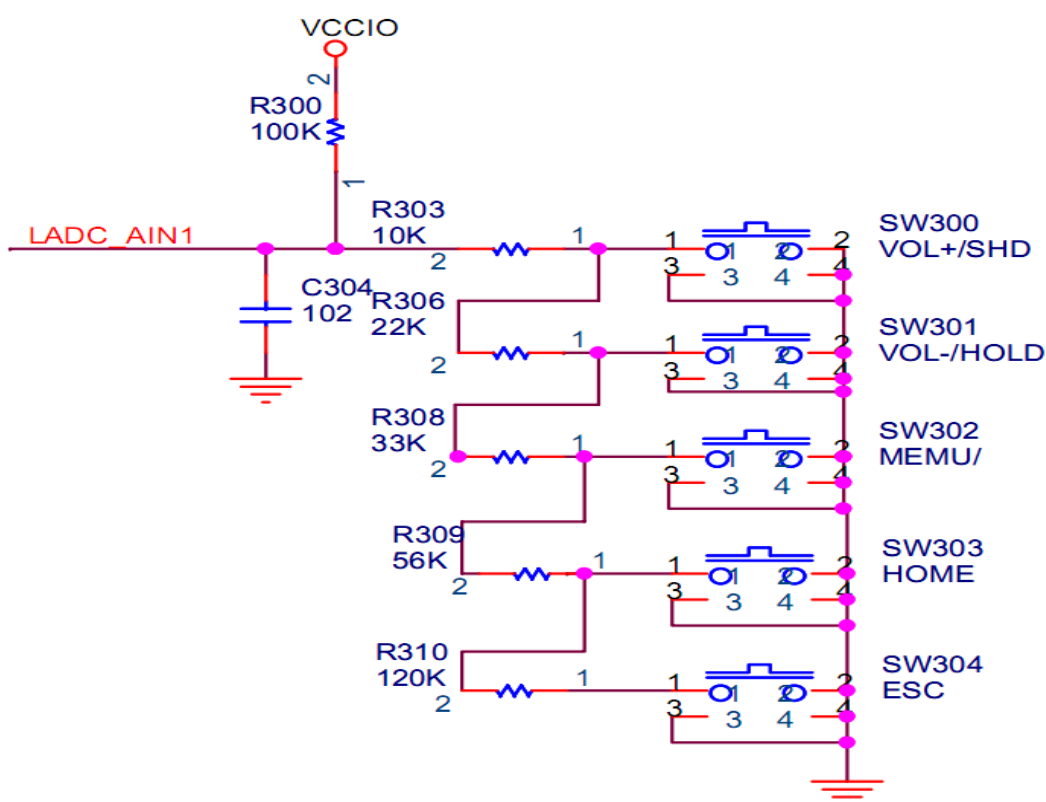 VCCIO
2
R300
100K
1
LADC_AIN1
C304
102
R303
10K
2
1
1
3
1
2
3
4
2
4
SW300
VOL+/SHD
R306
22K
2
1
1
3
1
2
3
4
2
4
SW301
VOL-/HOLD
R308
33K
2
1
1
3
1
2
3
4
2
4
SW302
MEMU/
R309
56K
2
1
1
3
1
2
3
4
2
4
SW303
HOME
R310
120K
2
1
1
3
1
2
3
4
2
4
SW304
ESC